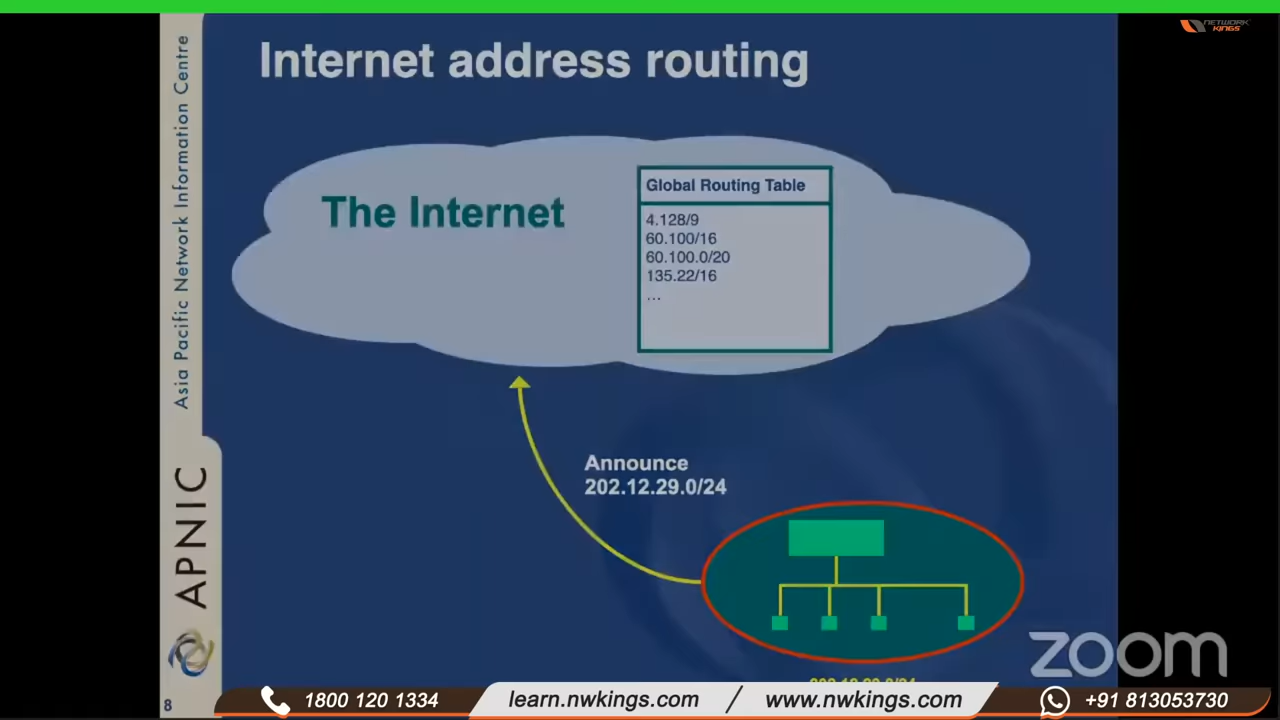 NETWORK
KINGS
Internet address routing
Asia Pacific Network Information Centre
APNIC
The Internet
Global Routing Table
4.128/9
60.100/16
60.100.0/20
135.22/16
...
Announce
202.12.29.0/24
zoom
8
1800 120 1334
learn.nwkings.com / www.nwkings.com
+91 813053730